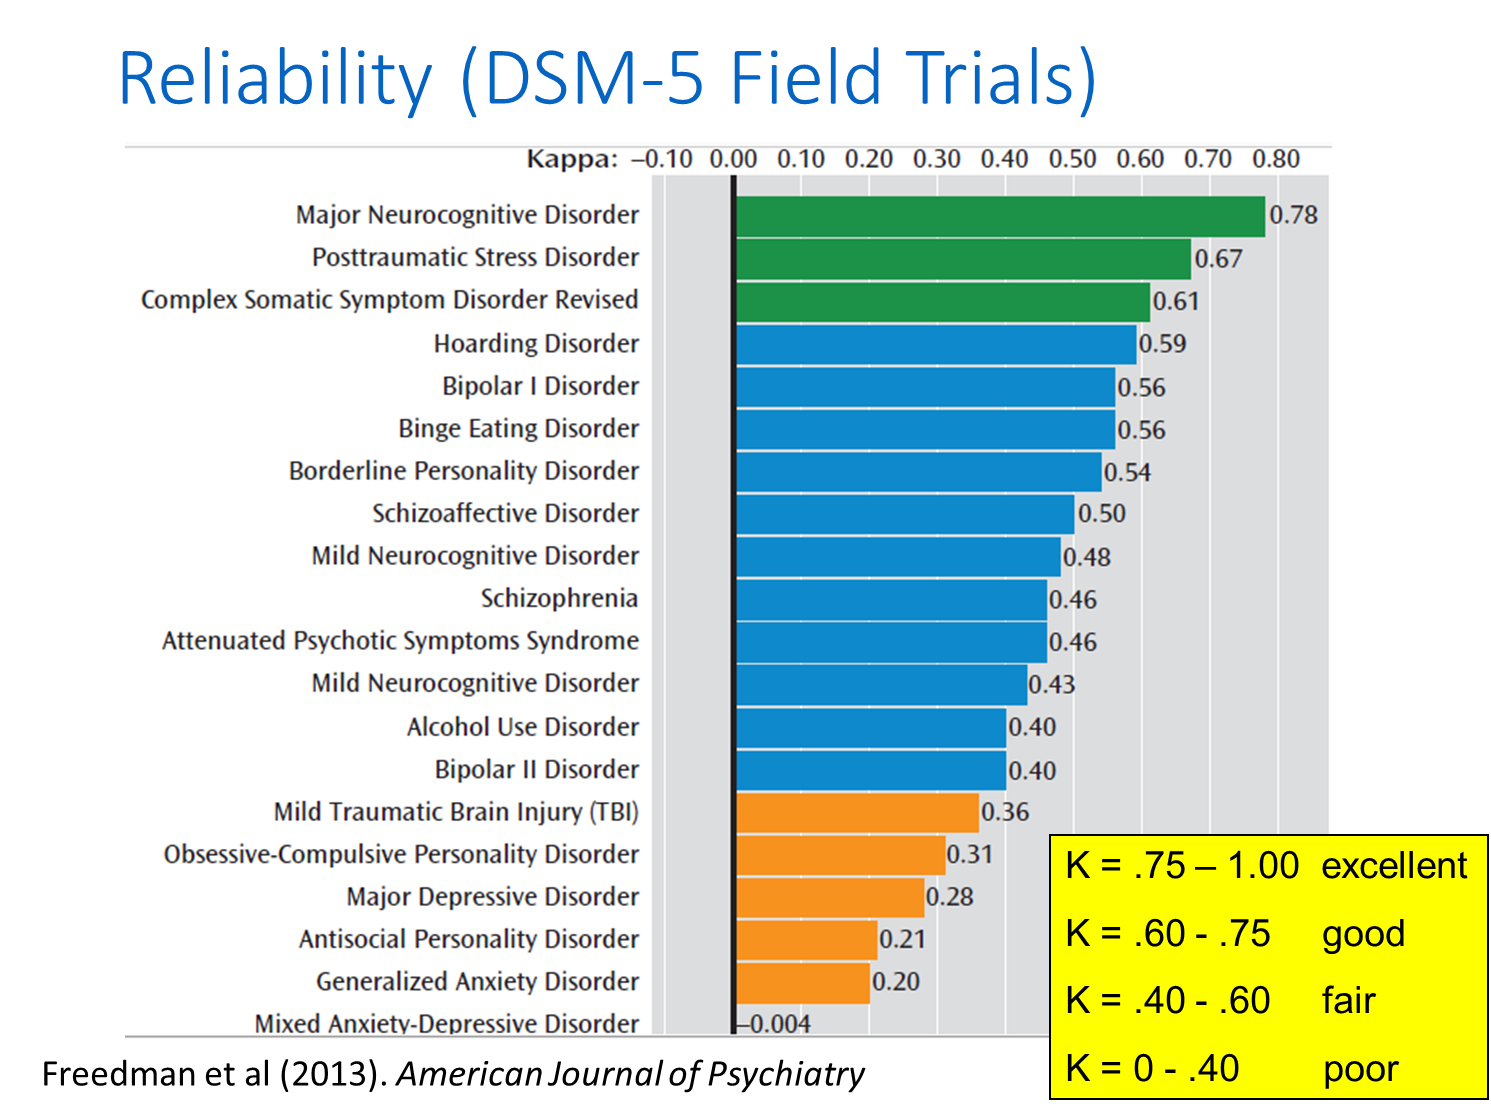 Reliability (DSM-5 Field Trials)
Kappa: –0.10 0.00 0.10 0.20 0.30 0.40 0.50 0.60 0.70 0.80
Major Neurocognitive Disorder 0.78
Posttraumatic Stress Disorder 0.67
Complex Somatic Symptom Disorder Revised 0.61
Hoarding Disorder 0.59
Bipolar I Disorder 0.56
Binge Eating Disorder 0.56
Borderline Personality Disorder 0.54
Schizoaffective Disorder 0.50
Mild Neurocognitive Disorder 0.48
Schizophrenia 0.46
Attenuated Psychotic Symptoms Syndrome 0.46
Mild Neurocognitive Disorder 0.43
Alcohol Use Disorder 0.40
Bipolar II Disorder 0.40
Mild Traumatic Brain Injury (TBI) 0.36
Obsessive-Compulsive Personality Disorder 0.31
Major Depressive Disorder 0.28
Antisocial Personality Disorder 0.21
Generalized Anxiety Disorder 0.20
Mixed Anxiety-Depressive Disorder –0.004
K = .75 – 1.00 excellent
K = .60 - .75 good
K = .40 - .60 fair
K = 0 - .40 poor
Freedman et al (2013). American Journal of Psychiatry